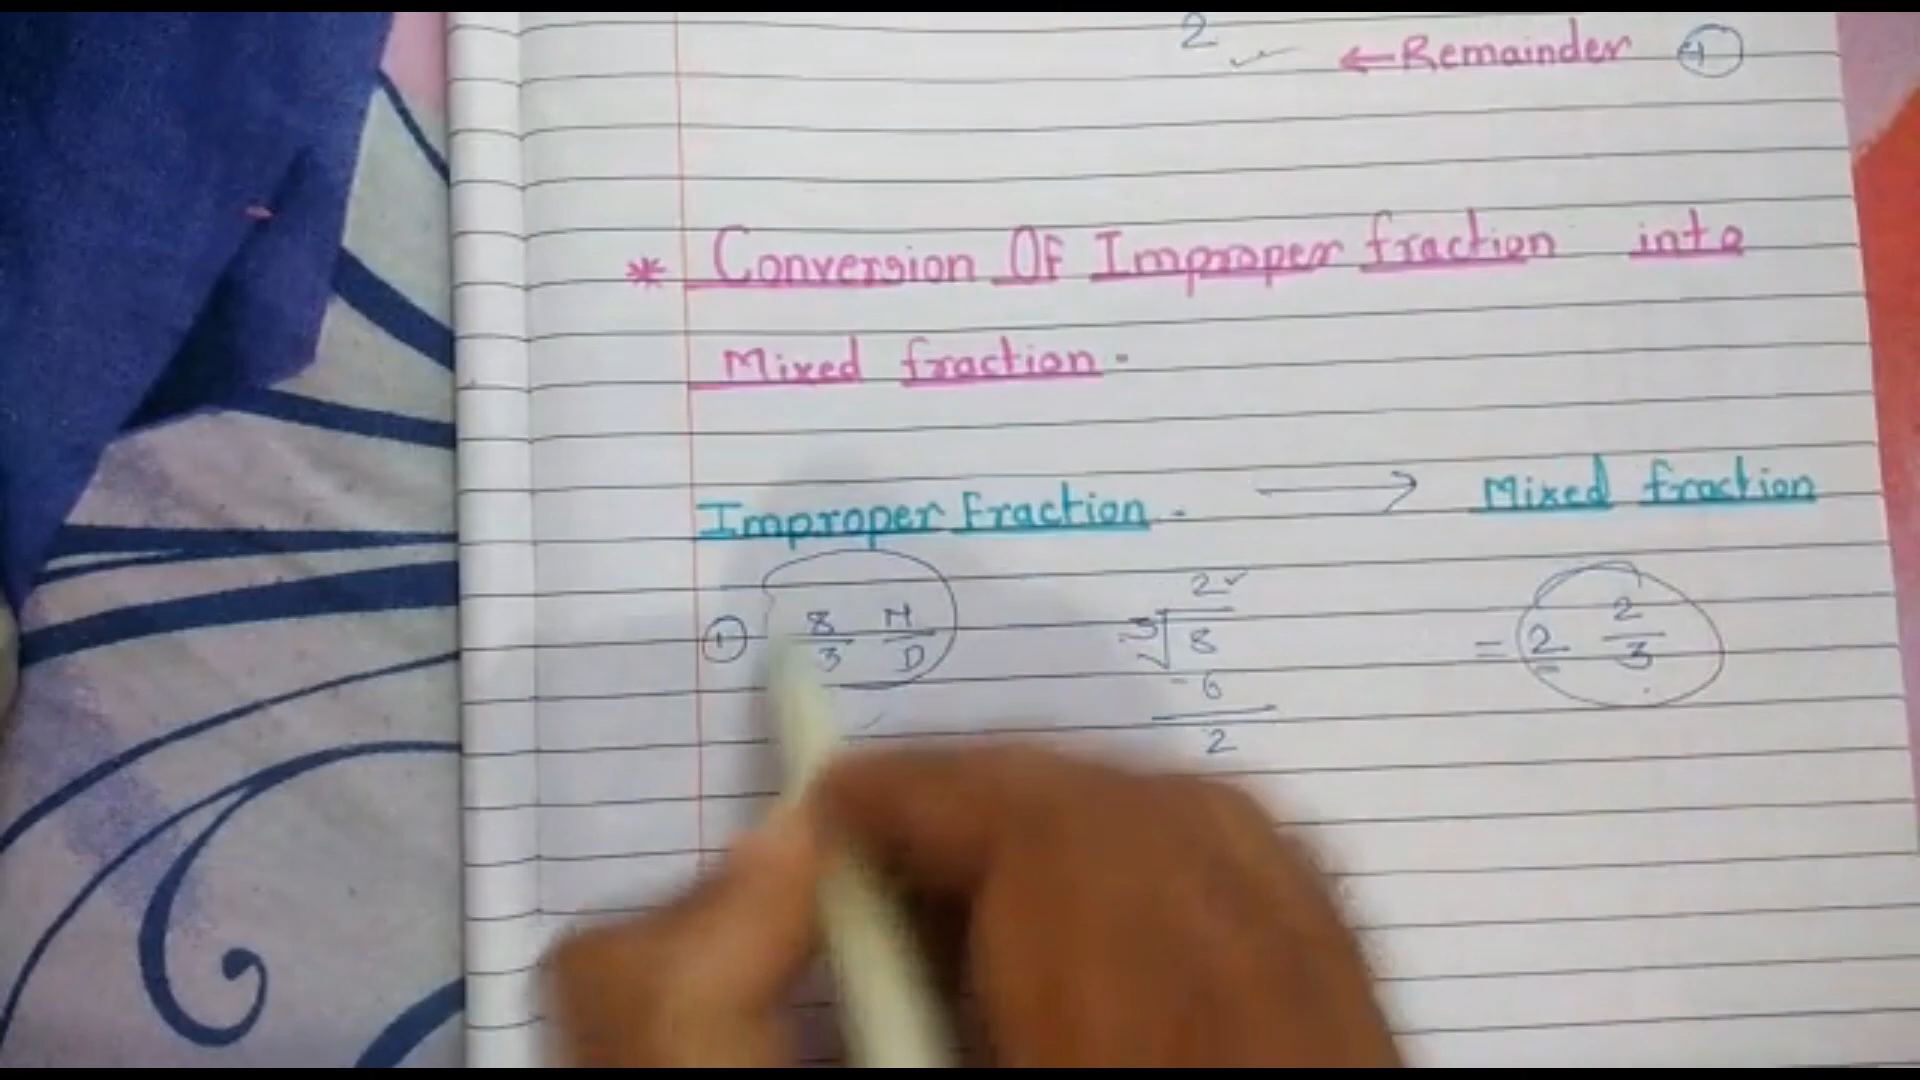 2
← Remainder 4
* Conversion Of Improper fraction into
Mixed fraction.
Improper Fraction. → Mixed fraction
1 8/3 N/D
2
3 8
- 6
2
= 2 2/3